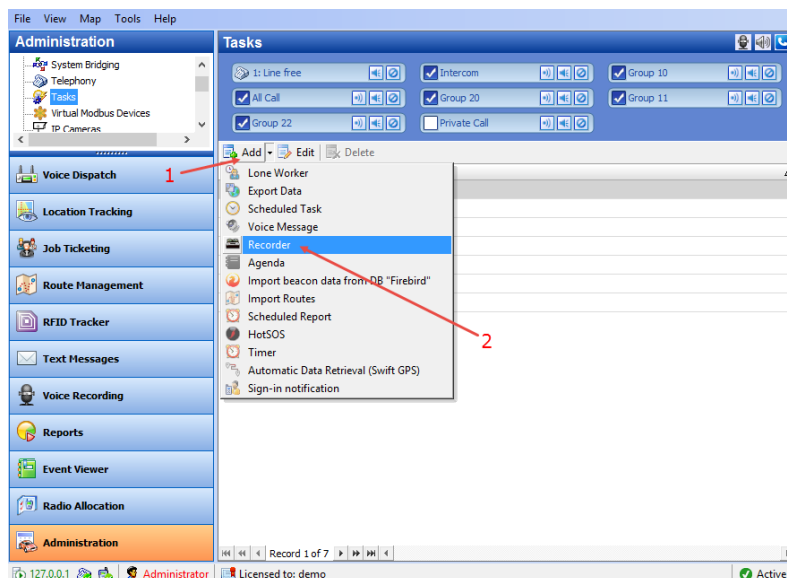 File View Map Tools Help
Administration
System Bridging
Telephony
Tasks
Virtual Modbus Devices
IP Cameras
Tasks
1: Line free
Intercom
Group 10
All Call
Group 20
Group 11
Group 22
Private Call
Add Edit Delete
1
Lone Worker
Export Data
Scheduled Task
Voice Message
Recorder
Agenda
Import beacon data from DB "Firebird"
Import Routes
Scheduled Report
HotSOS
Timer
Automatic Data Retrieval (Swift GPS)
Sign-in notification
2
Voice Dispatch
Location Tracking
Job Ticketing
Route Management
RFID Tracker
Text Messages
Voice Recording
Reports
Event Viewer
Radio Allocation
Administration
Record 1 of 7
127.0.0.1 Administrator Licensed to: demo Active